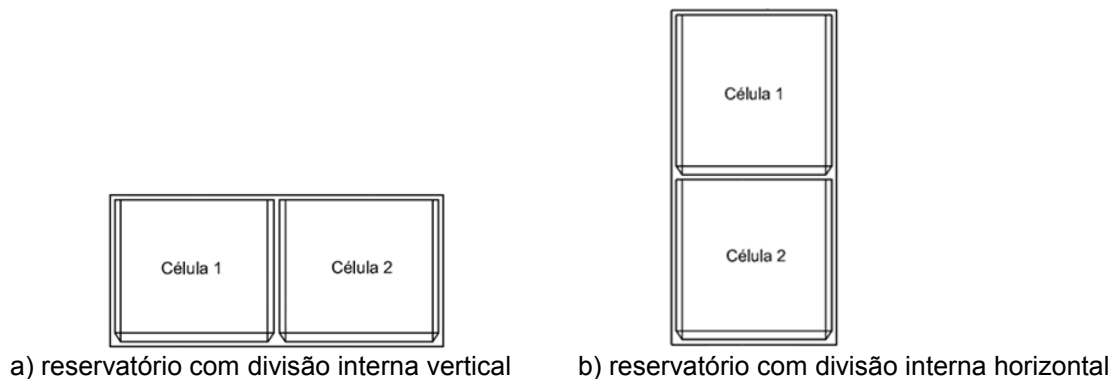 Célula 1
Célula 1
Célula 2
Célula 2
a) reservatório com divisão interna vertical
b) reservatório com divisão interna horizontal